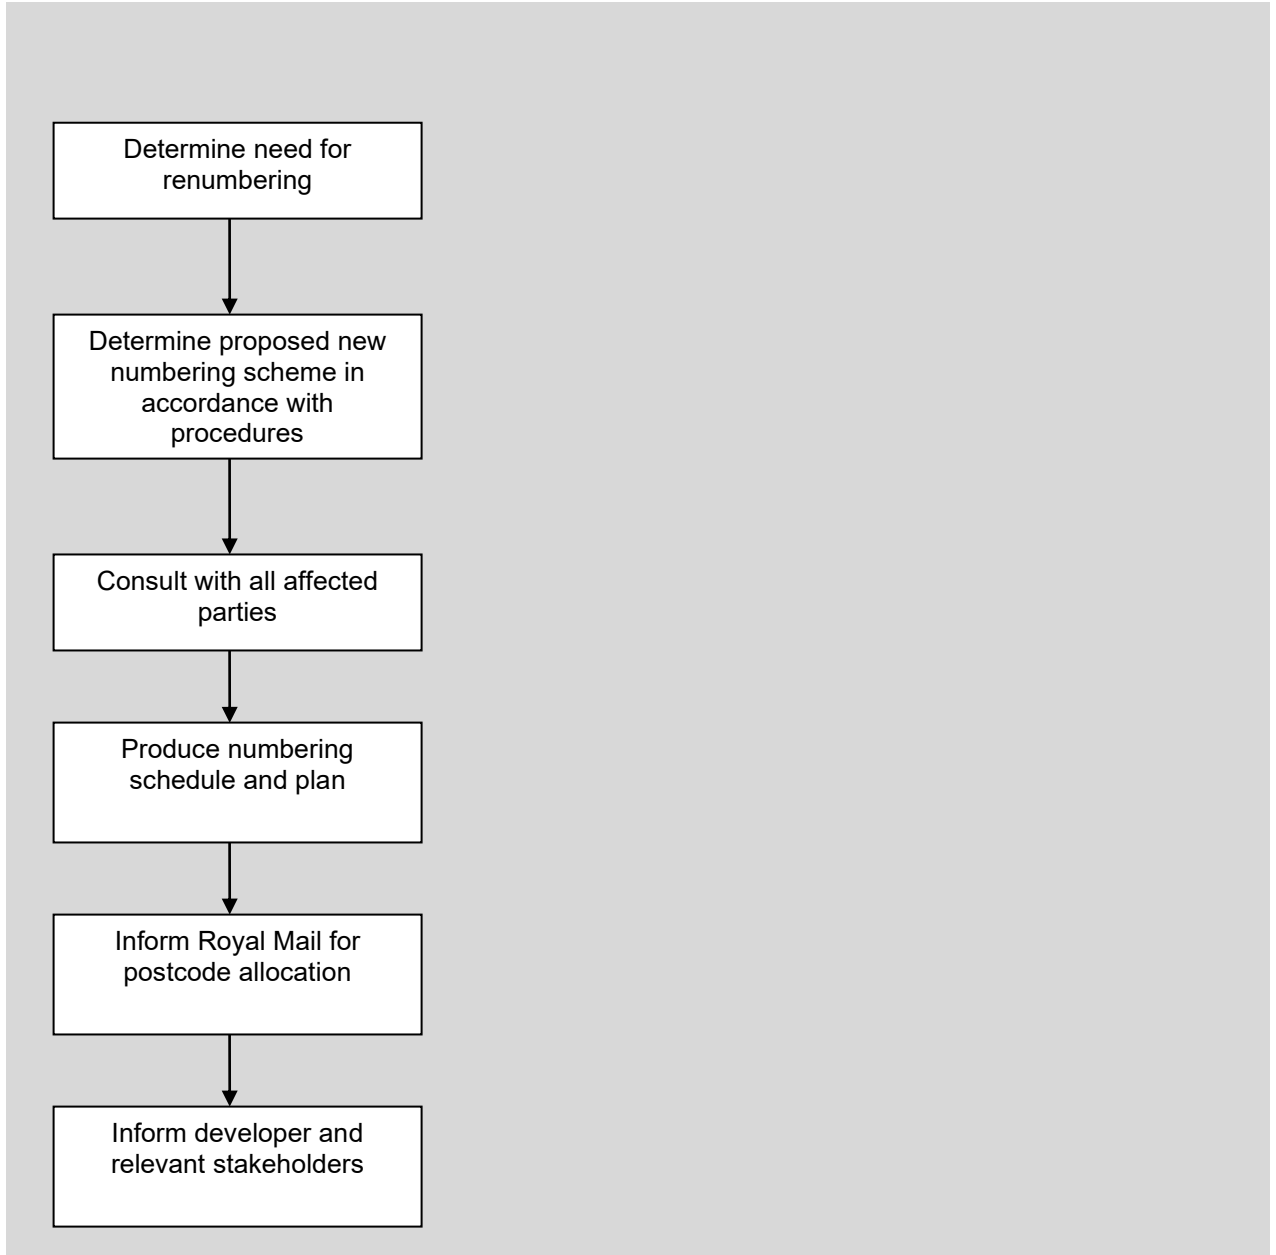 Determine need for
renumbering
Determine proposed new
numbering scheme in
accordance with
procedures
Consult with all affected
parties
Produce numbering
schedule and plan
Inform Royal Mail for
postcode allocation
Inform developer and
relevant stakeholders